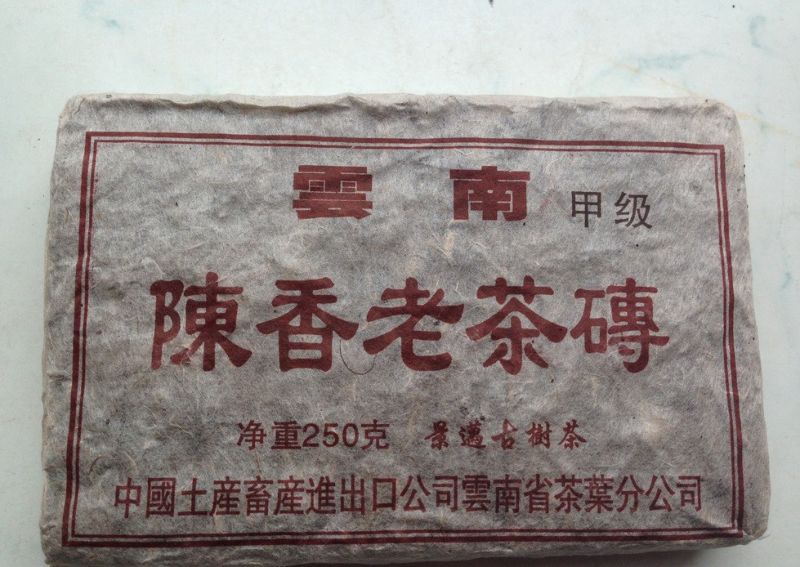 雲南 甲级
陳香老茶磚
净重250克 景邁古樹茶
中國土産畜産進出口公司雲南省茶葉分公司